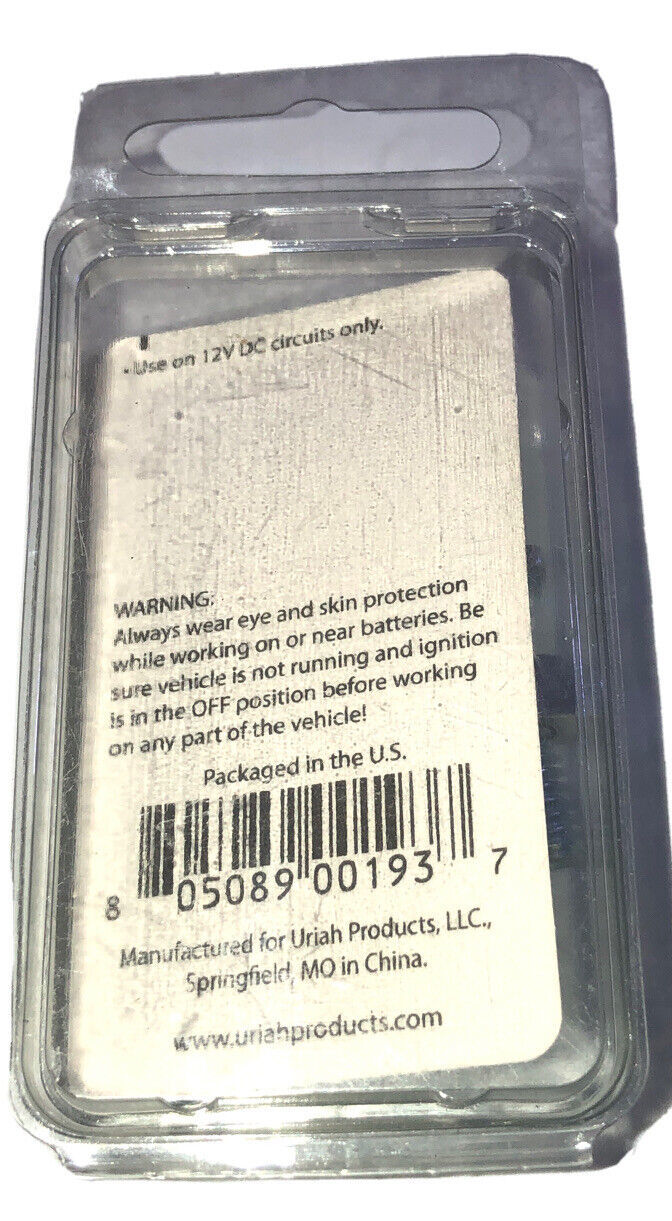 • Use on 12V DC circuits only.
WARNING:
Always wear eye and skin protection
while working on or near batteries. Be
sure vehicle is not running and ignition
is in the OFF position before working
on any part of the vehicle!
Packaged in the U.S.
8 05089 00193 7
Manufactured for Uriah Products, LLC.,
Springfield, MO in China.
www.uriahproducts.com